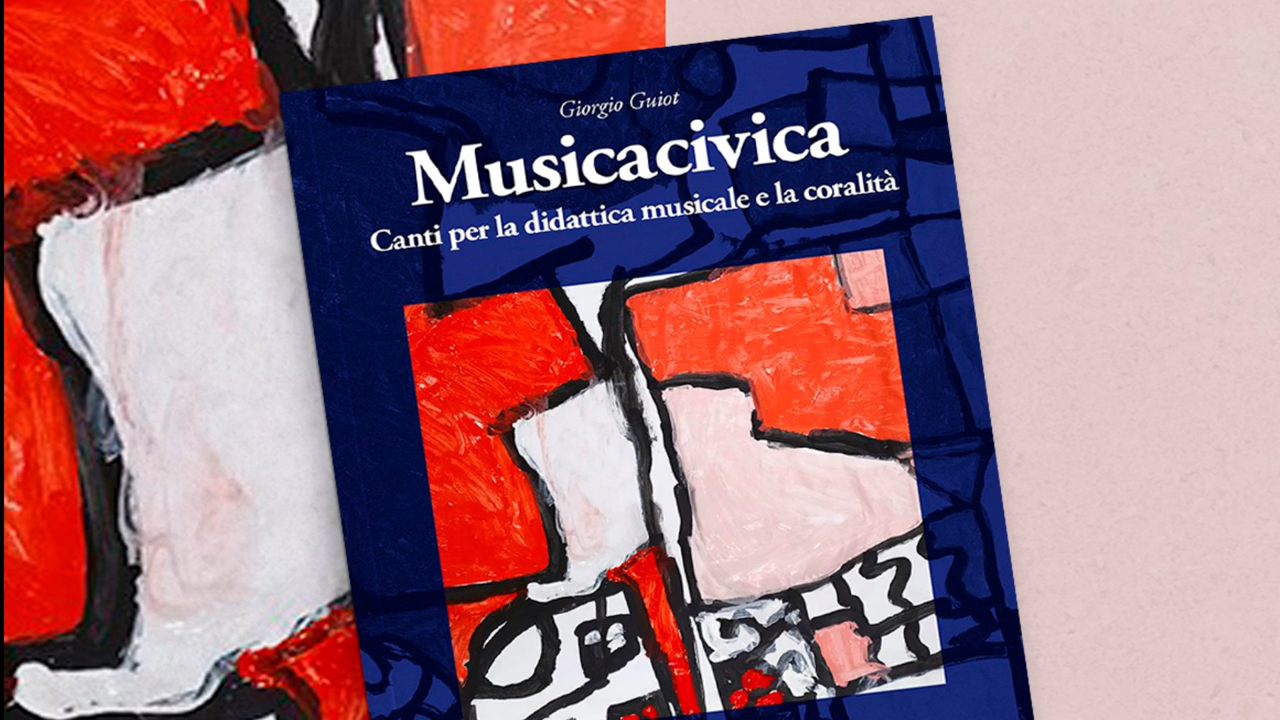 Giorgio Guiot
Musicacivica
Canti per la didattica musicale e la coralità